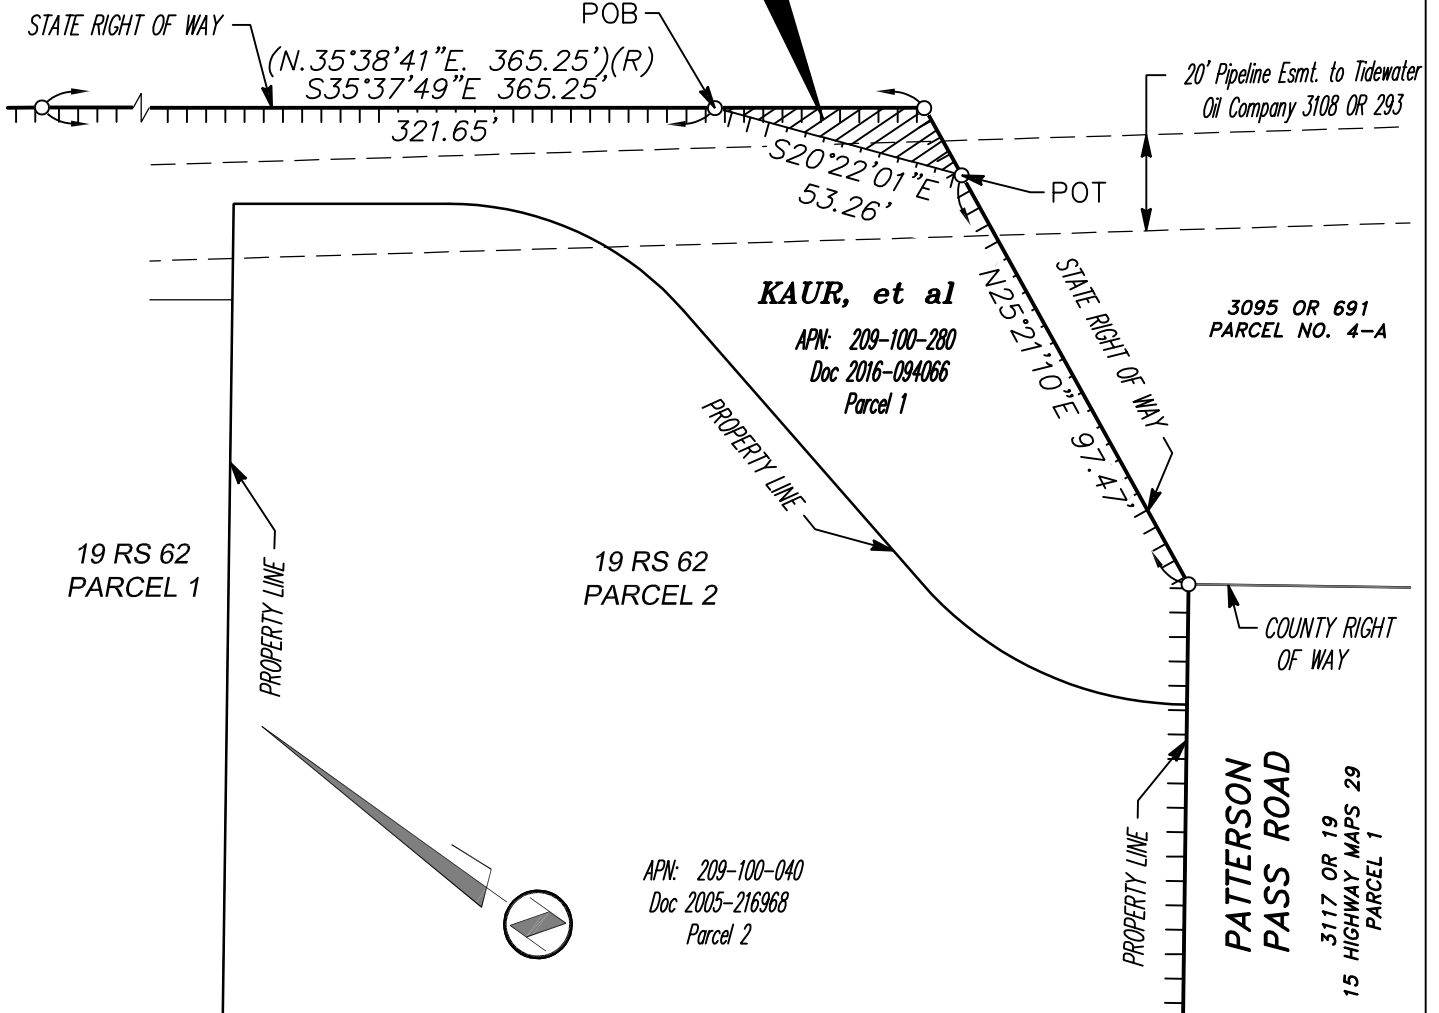 STATE RIGHT OF WAY
POB
(N.35°38'41"E. 365.25')(R)
S35°37'49"E 365.25'
321.65'
20' Pipeline Esmt. to Tidewater
Oil Company 3108 OR 293
S20°22'01"E
53.26'
POT
KAUR, et al
APN: 209-100-280
Doc 2016-094066
Parcel 1
N25°21'10"E 97.47'
STATE RIGHT OF WAY
3095 OR 691
PARCEL NO. 4-A
PROPERTY LINE
19 RS 62
PARCEL 1
PROPERTY LINE
19 RS 62
PARCEL 2
COUNTY RIGHT
OF WAY
APN: 209-100-040
Doc 2005-216968
Parcel 2
PROPERTY LINE
PATTERSON
PASS ROAD
3117 OR 19
15 HIGHWAY MAPS 29
PARCEL 1